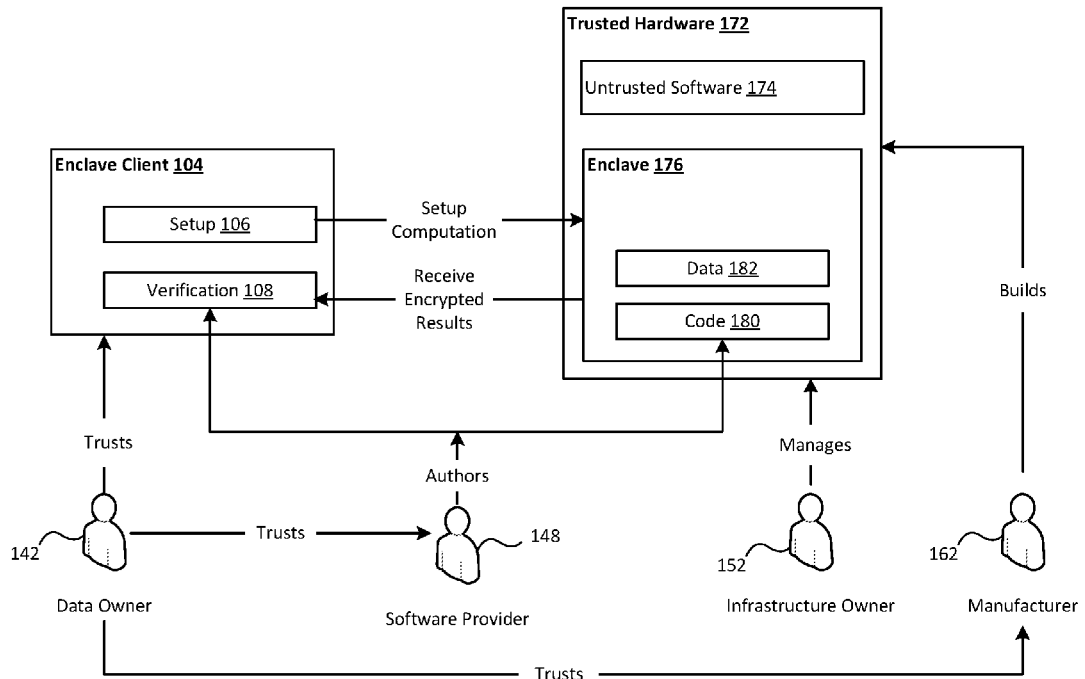 Trusted Hardware 172
Untrusted Software 174
Enclave Client 104
Enclave 176
Setup 106
Setup
Computation
Data 182
Verification 108
Receive
Encrypted
Results
Code 180
Builds
Trusts
Authors
Manages
Trusts
142
148
152
162
Data Owner
Software Provider
Infrastructure Owner
Manufacturer
Trusts